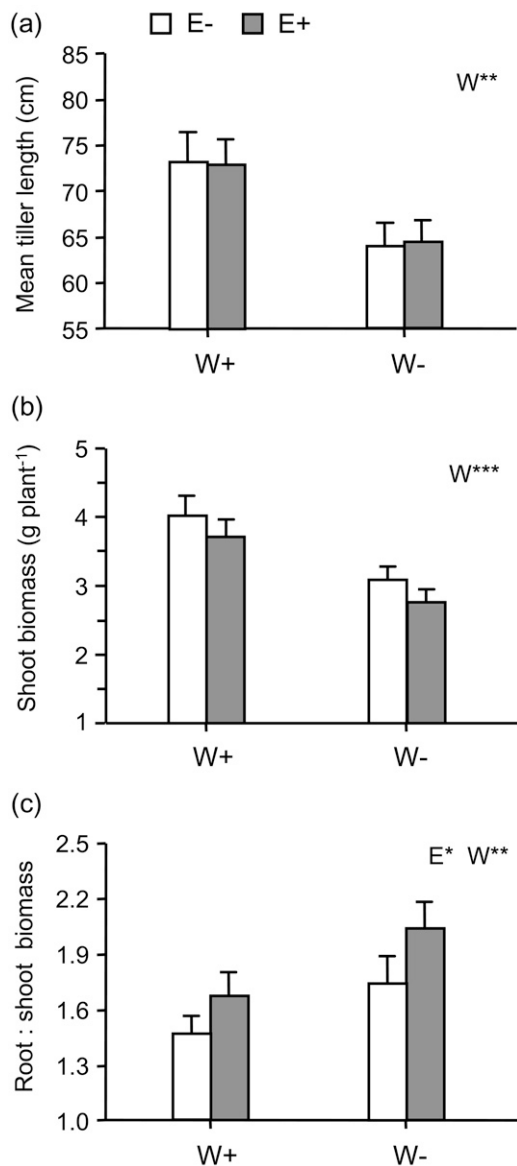 (a)
E- E+
Mean tiller length (cm)
85
80
75
70
65
60
55
W**
W+ W-
(b)
Shoot biomass (g plant⁻¹)
5
4
3
2
1
W***
W+ W-
(c)
Root : shoot biomass
2.5
2.2
1.9
1.6
1.3
1.0
E* W**
W+ W-